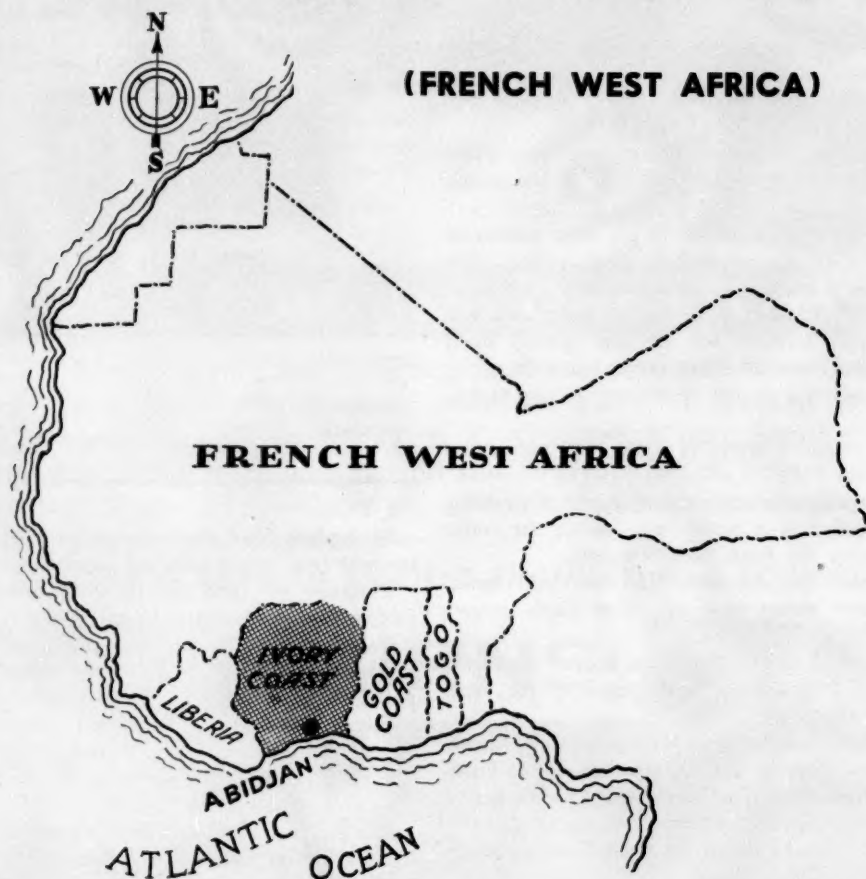 N
W E
S
(FRENCH WEST AFRICA)
FRENCH WEST AFRICA
IVORY
COAST
GOLD
COAST
TOGO
LIBERIA
ABIDJAN
ATLANTIC
OCEAN